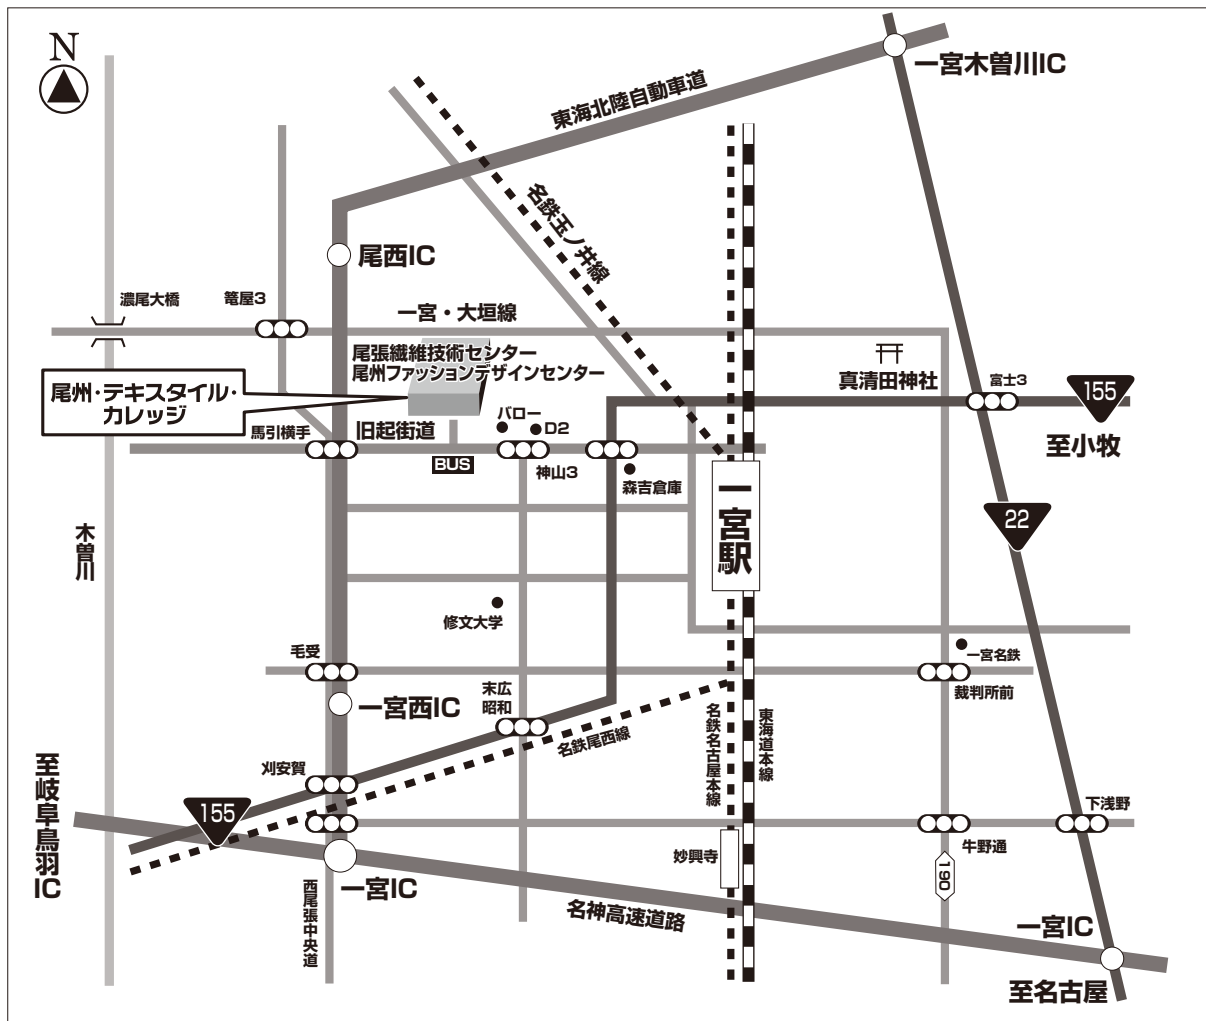 N
一宮木曽川IC
東海北陸自動車道
名鉄玉ノ井線
尾西IC
濃尾大橋
篭屋3
一宮・大垣線
尾張繊維技術センター
尾州ファッションデザインセンター
尾州・テキスタイル・
カレッジ
真清田神社
富士3
155
至小牧
馬引横手
旧起街道
バロー
D2
BUS
神山3
森吉倉庫
一宮駅
22
木曽川
修文大学
毛受
一宮名鉄
裁判所前
一宮西IC
末広
昭和
名鉄尾西線
名鉄名古屋本線
東海道本線
刈安賀
至岐阜鳥羽
IC
155
下浅野
牛野通
妙興寺
190
一宮IC
西尾張中央道
名神高速道路
一宮IC
至名古屋